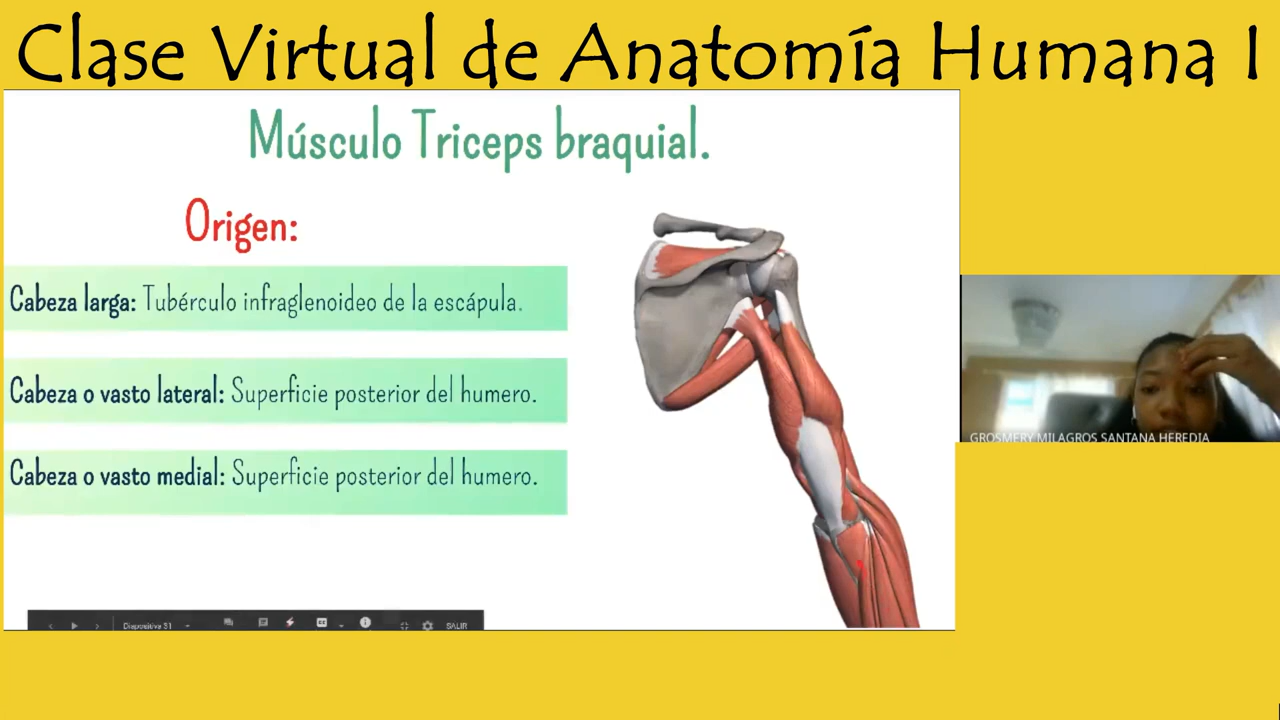 Clase Virtual de Anatomía Humana I
Músculo Triceps braquial.
Origen:
Cabeza larga: Tubérculo infraglenoideo de la escápula.
Cabeza o vasto lateral: Superficie posterior del humero.
Cabeza o vasto medial: Superficie posterior del humero.
GROSMERY MILAGROS SANTANA HEREDIA
Diapositiva 31
SALIR